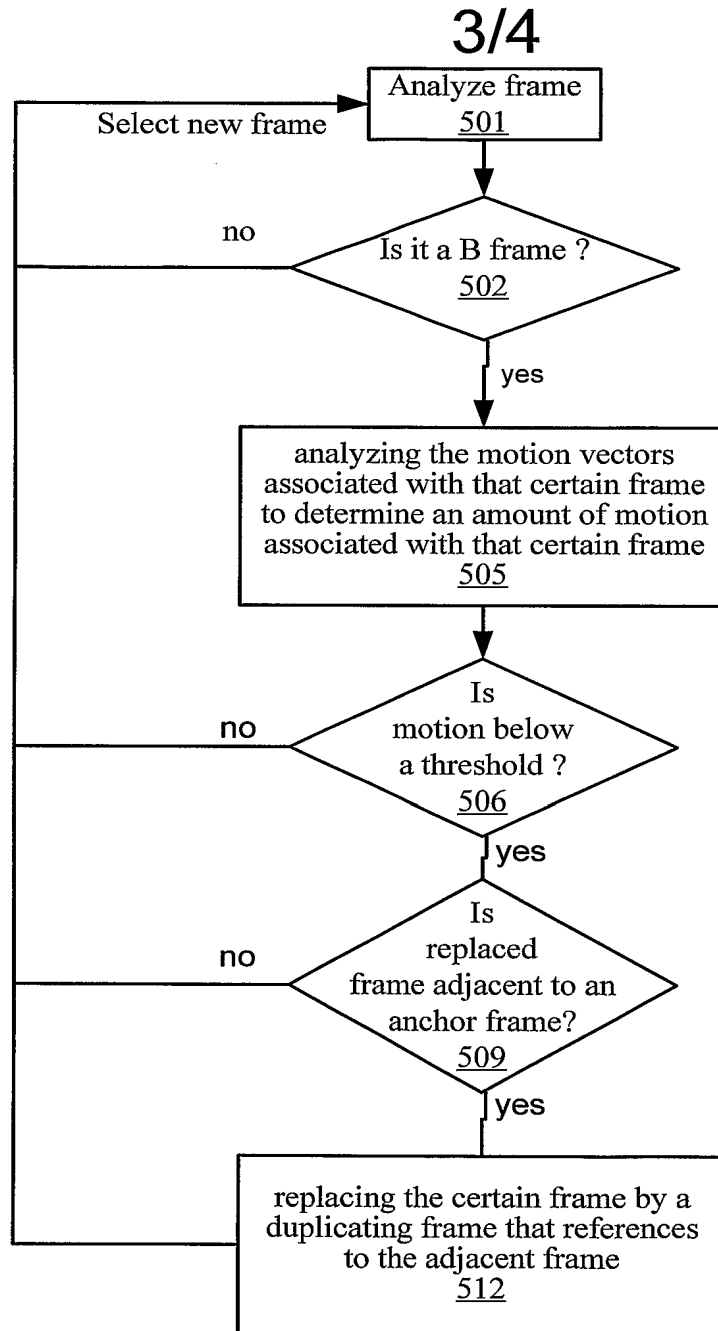 3/4
Analyze frame
501
Select new frame
no
Is it a B frame ?
502
yes
analyzing the motion vectors
associated with that certain frame
to determine an amount of motion
associated with that certain frame
505
Is
no
motion below
a threshold ?
506
yes
Is
no
replaced
frame adjacent to an
anchor frame?
509
yes
replacing the certain frame by a
duplicating frame that references
to the adjacent frame
512